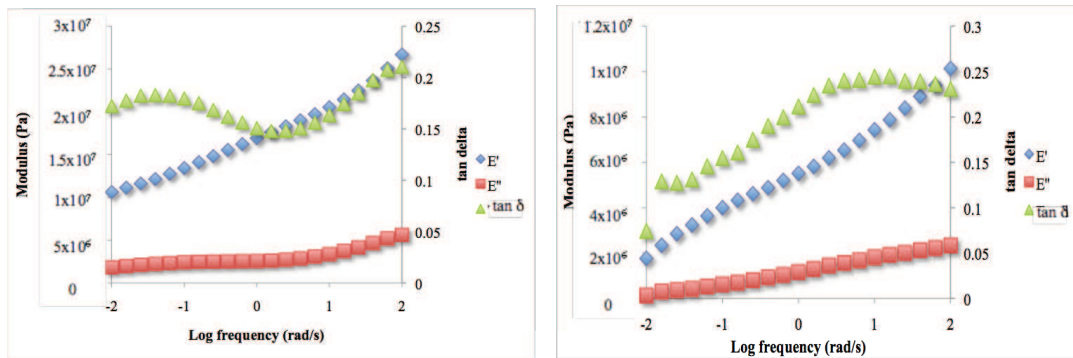 3x10⁷
2.5x10⁷
2x10⁷
1.5x10⁷
1x10⁷
5x10⁶
0
Modulus (Pa)
0.25
0.2
0.15
0.1
0.05
0
tan delta
-2 -1 0 1 2
Log frequency (rad/s)
E'
E"
tan δ
1.2x10⁷
1x10⁷
8x10⁶
6x10⁶
4x10⁶
2x10⁶
0
Modulus (Pa)
0.3
0.25
0.2
0.15
0.1
0.05
0
tan delta
-2 -1 0 1 2
Log frequency (rad/s)
E'
E"
tan δ